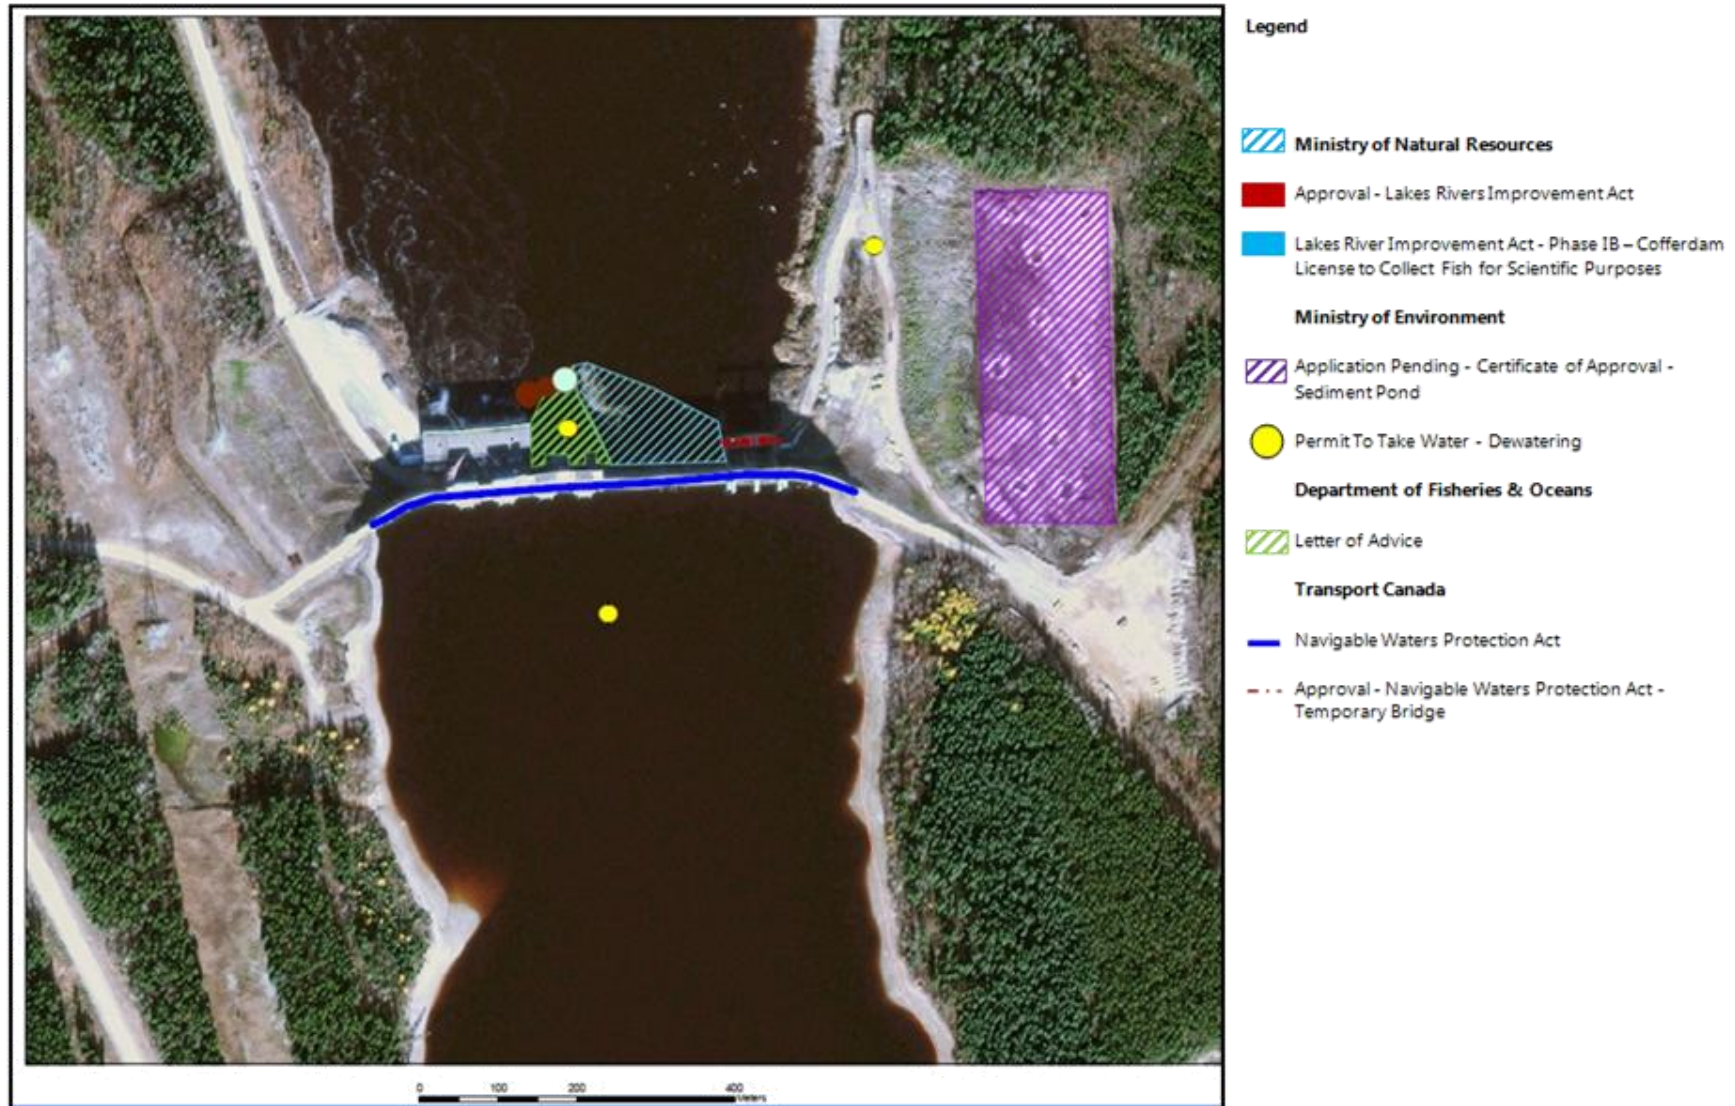 Legend
Ministry of Natural Resources
Approval - Lakes Rivers Improvement Act
Lakes River Improvement Act - Phase IB – Cofferdam
License to Collect Fish for Scientific Purposes
Ministry of Environment
Application Pending - Certificate of Approval -
Sediment Pond
Permit To Take Water - Dewatering
Department of Fisheries & Oceans
Letter of Advice
Transport Canada
Navigable Waters Protection Act
Approval - Navigable Waters Protection Act -
Temporary Bridge
0 100 200 400
Meters